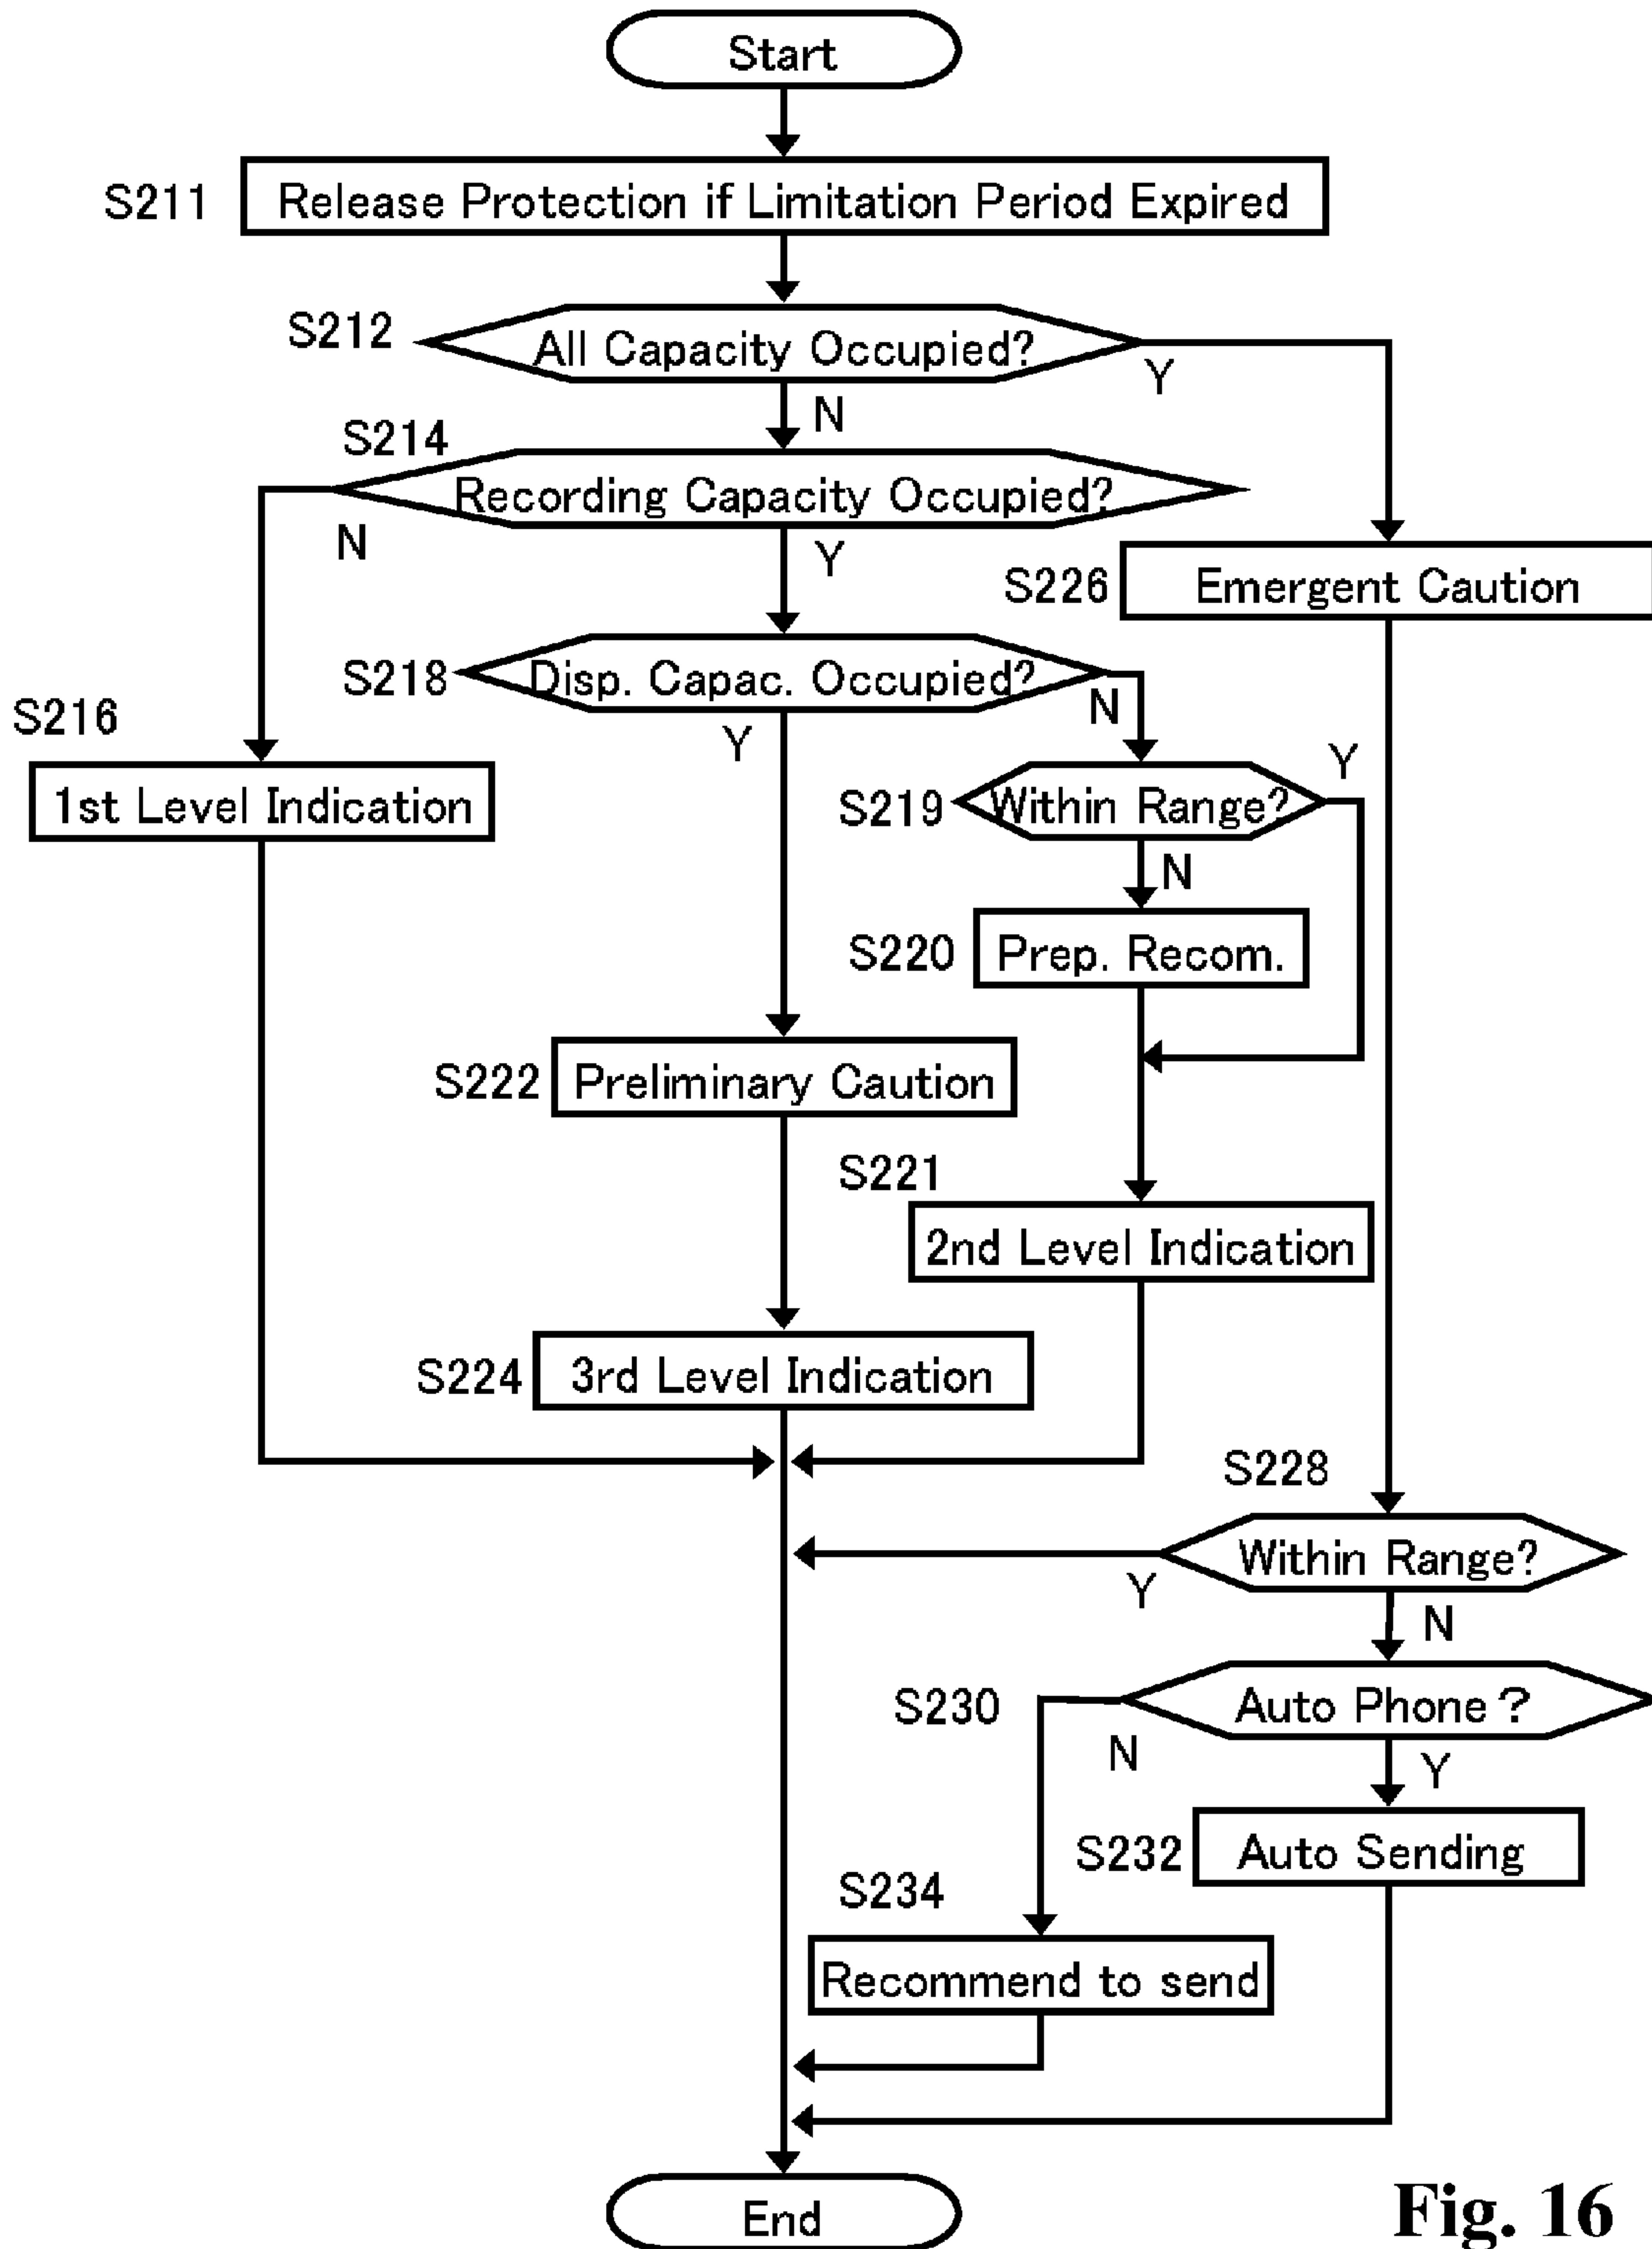 Start
S211
Release Protection if Limitation Period Expired
S212
All Capacity Occupied?
Y
N
S214
Recording Capacity Occupied?
N
Y
S226
Emergent Caution
S218
Disp. Capac. Occupied?
N
Y
S216
1st Level Indication
S219
Within Range?
Y
N
S220
Prep. Recom.
S222
Preliminary Caution
S221
2nd Level Indication
S224
3rd Level Indication
S228
Within Range?
Y
N
S230
Auto Phone ?
N
Y
S232
Auto Sending
S234
Recommend to send
End
Fig. 16